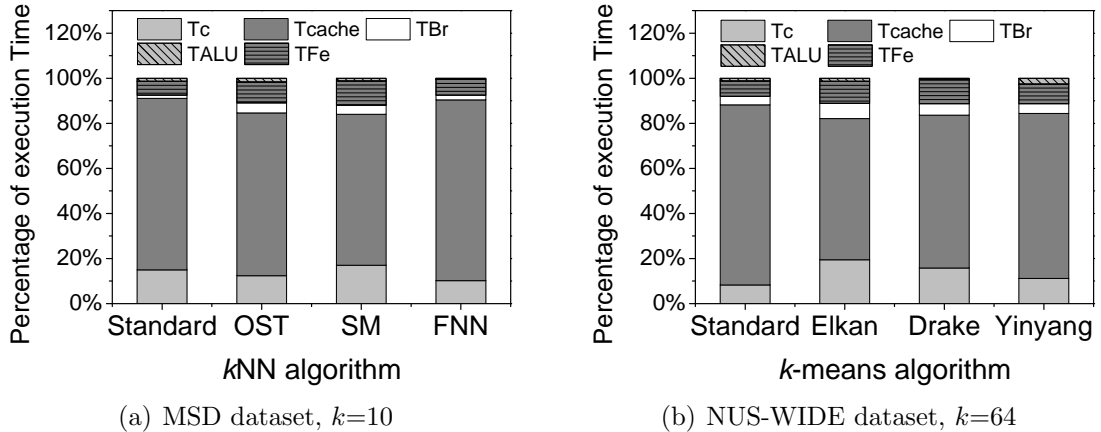 Percentage of execution Time
120%
100%
80%
60%
40%
20%
0%
Tc Tcache TBr
TALU TFe
Standard OST SM FNN
kNN algorithm
(a) MSD dataset, k=10
Percentage of execution Time
120%
100%
80%
60%
40%
20%
0%
Tc Tcache TBr
TALU TFe
Standard Elkan Drake Yinyang
k-means algorithm
(b) NUS-WIDE dataset, k=64